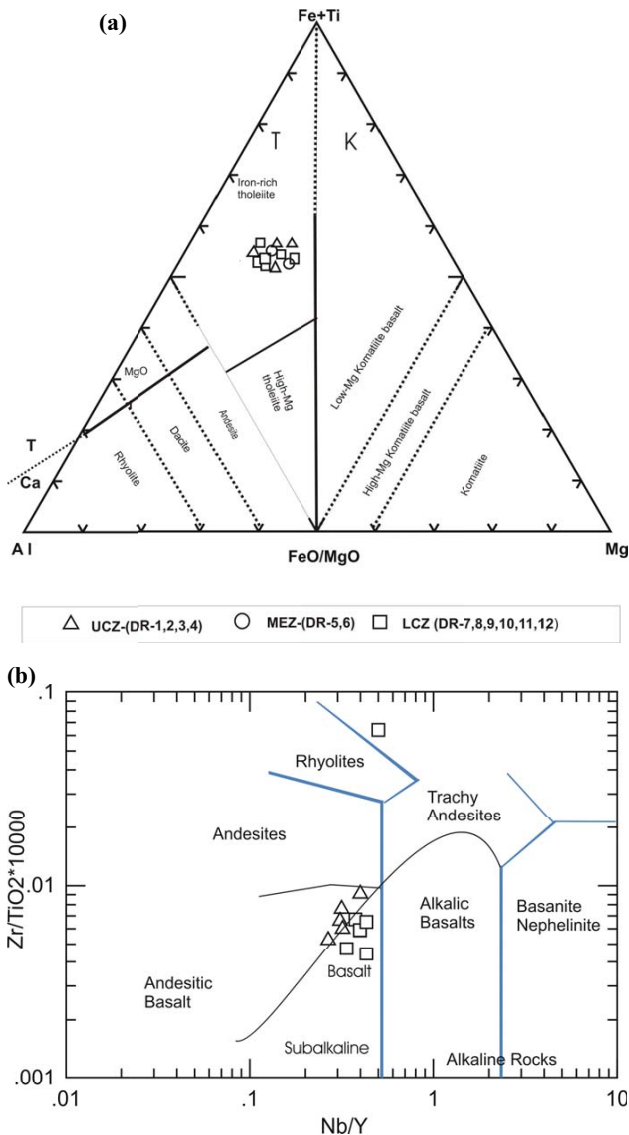 (a)
Fe+Ti
T
K
Iron-rich
tholeiite
MgO
T
Ca
Rhyolite
Dacite
Andesite
High-Mg
tholeiite
Low-Mg Komatiite basalt
High-Mg Komatiite basalt
Komatiite
Al
FeO/MgO
Mg
UCZ-(DR-1,2,3,4)
MEZ-(DR-5,6)
LCZ (DR-7,8,9,10,11,12)
(b)
.1
.01
.001
Zr/TiO2*10000
Rhyolites
Trachy
Andesites
Andesites
Alkalic
Basalts
Basanite
Nephelinite
Andesitic
Basalt
Basalt
Subalkaline
Alkaline Rocks
.01
.1
1
10
Nb/Y